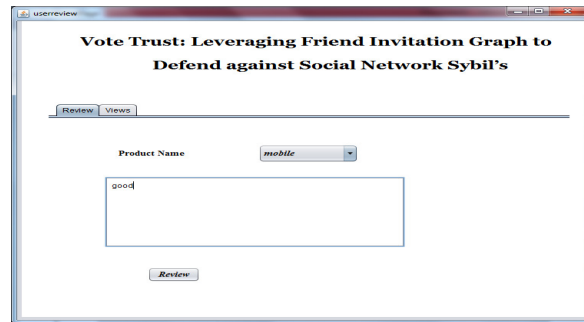 userreview
Vote Trust: Leveraging Friend Invitation Graph to
Defend against Social Network Sybil's
Review Views
Product Name mobile
good
Review